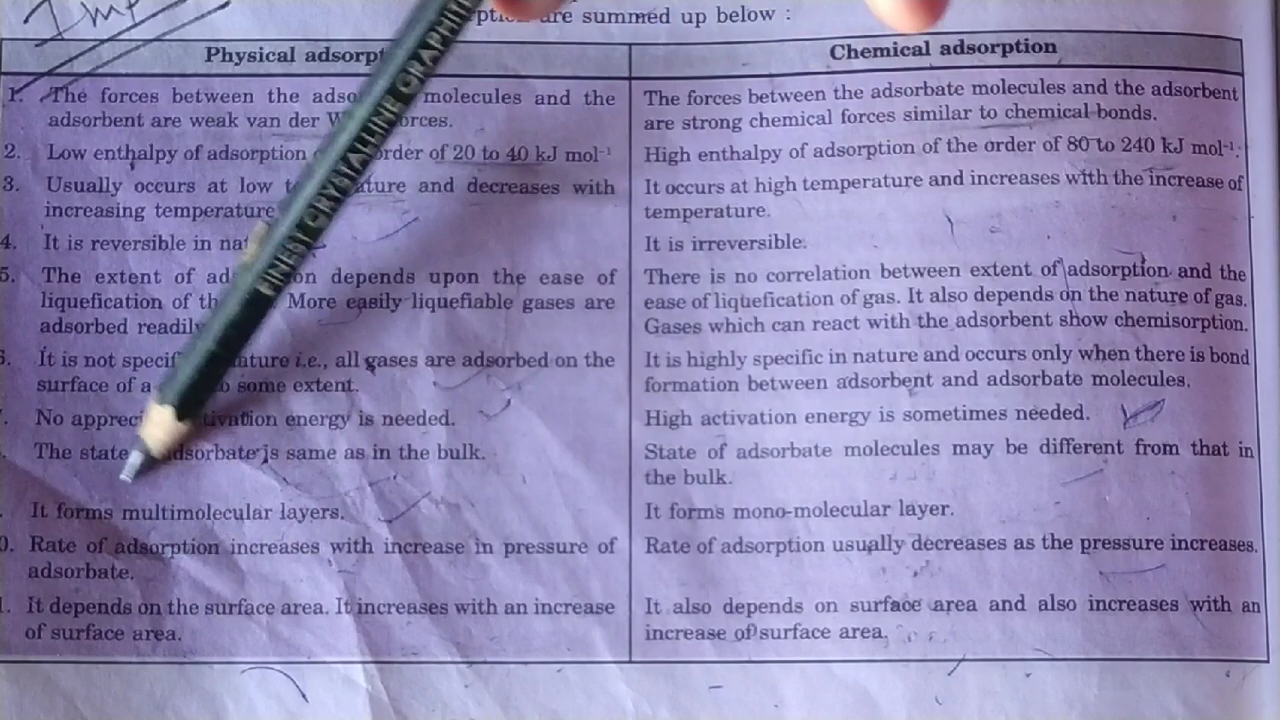 Imp
are summed up below :
Physical adsorpt
Chemical adsorption
1. The forces between the adso molecules and the
adsorbent are weak van der W orces.
2. Low enthalpy of adsorption order of 20 to 40 kJ mol⁻¹
3. Usually occurs at low t ature and decreases with
increasing temperature
4. It is reversible in nat
5. The extent of ad on depends upon the ease of
liquefication of th More easily liquefiable gases are
adsorbed readily
6. It is not specif ature i.e., all gases are adsorbed on the
surface of a o some extent.
No appreci tivation energy is needed.
The state adsorbate is same as in the bulk.
It forms multimolecular layers.
0. Rate of adsorption increases with increase in pressure of
adsorbate.
1. It depends on the surface area. It increases with an increase
of surface area.
The forces between the adsorbate molecules and the adsorbent
are strong chemical forces similar to chemical bonds.
High enthalpy of adsorption of the order of 80 to 240 kJ mol⁻¹.
It occurs at high temperature and increases with the increase of
temperature.
It is irreversible.
There is no correlation between extent of adsorption and the
ease of liquefication of gas. It also depends on the nature of gas.
Gases which can react with the adsorbent show chemisorption.
It is highly specific in nature and occurs only when there is bond
formation between adsorbent and adsorbate molecules.
High activation energy is sometimes needed.
State of adsorbate molecules may be different from that in
the bulk.
It forms mono-molecular layer.
Rate of adsorption usually decreases as the pressure increases.
It also depends on surface area and also increases with an
increase of surface area.
FINEST CRYSTALLINE GRAPHIT